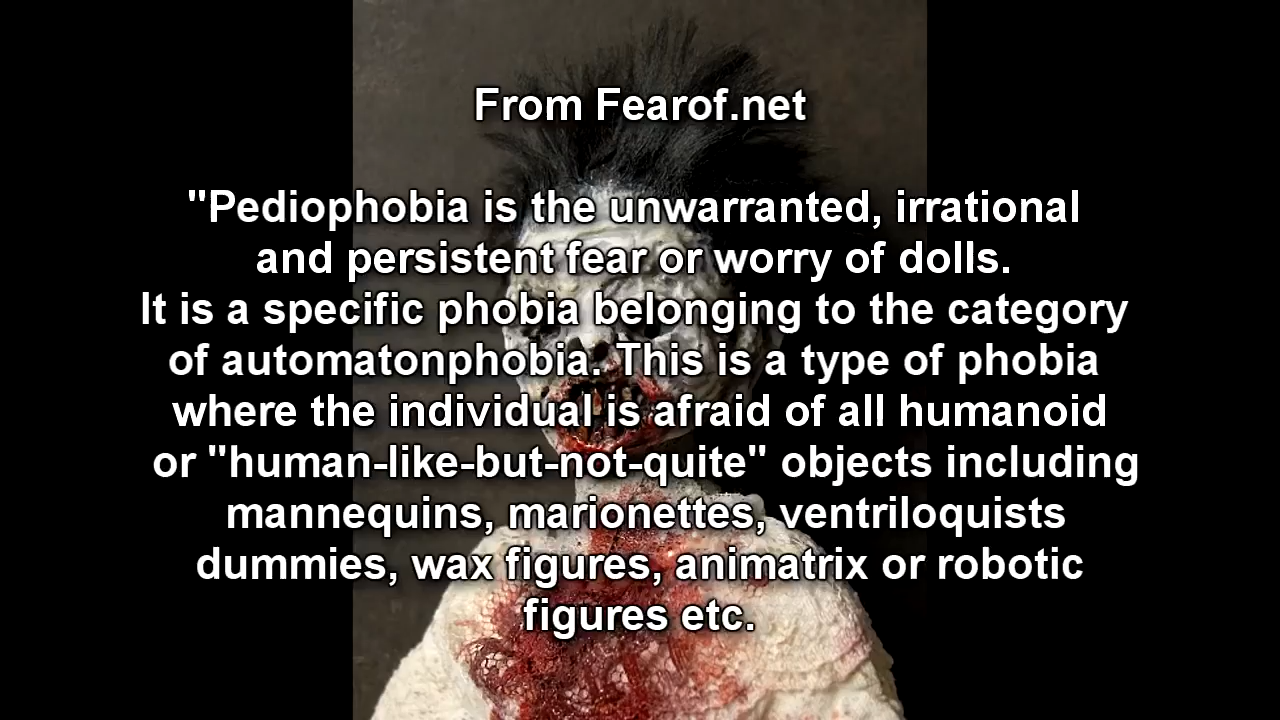 From Fearof.net
"Pediophobia is the unwarranted, irrational
and persistent fear or worry of dolls.
It is a specific phobia belonging to the category
of automatonphobia. This is a type of phobia
where the individual is afraid of all humanoid
or "human-like-but-not-quite" objects including
mannequins, marionettes, ventriloquists
dummies, wax figures, animatrix or robotic
figures etc.